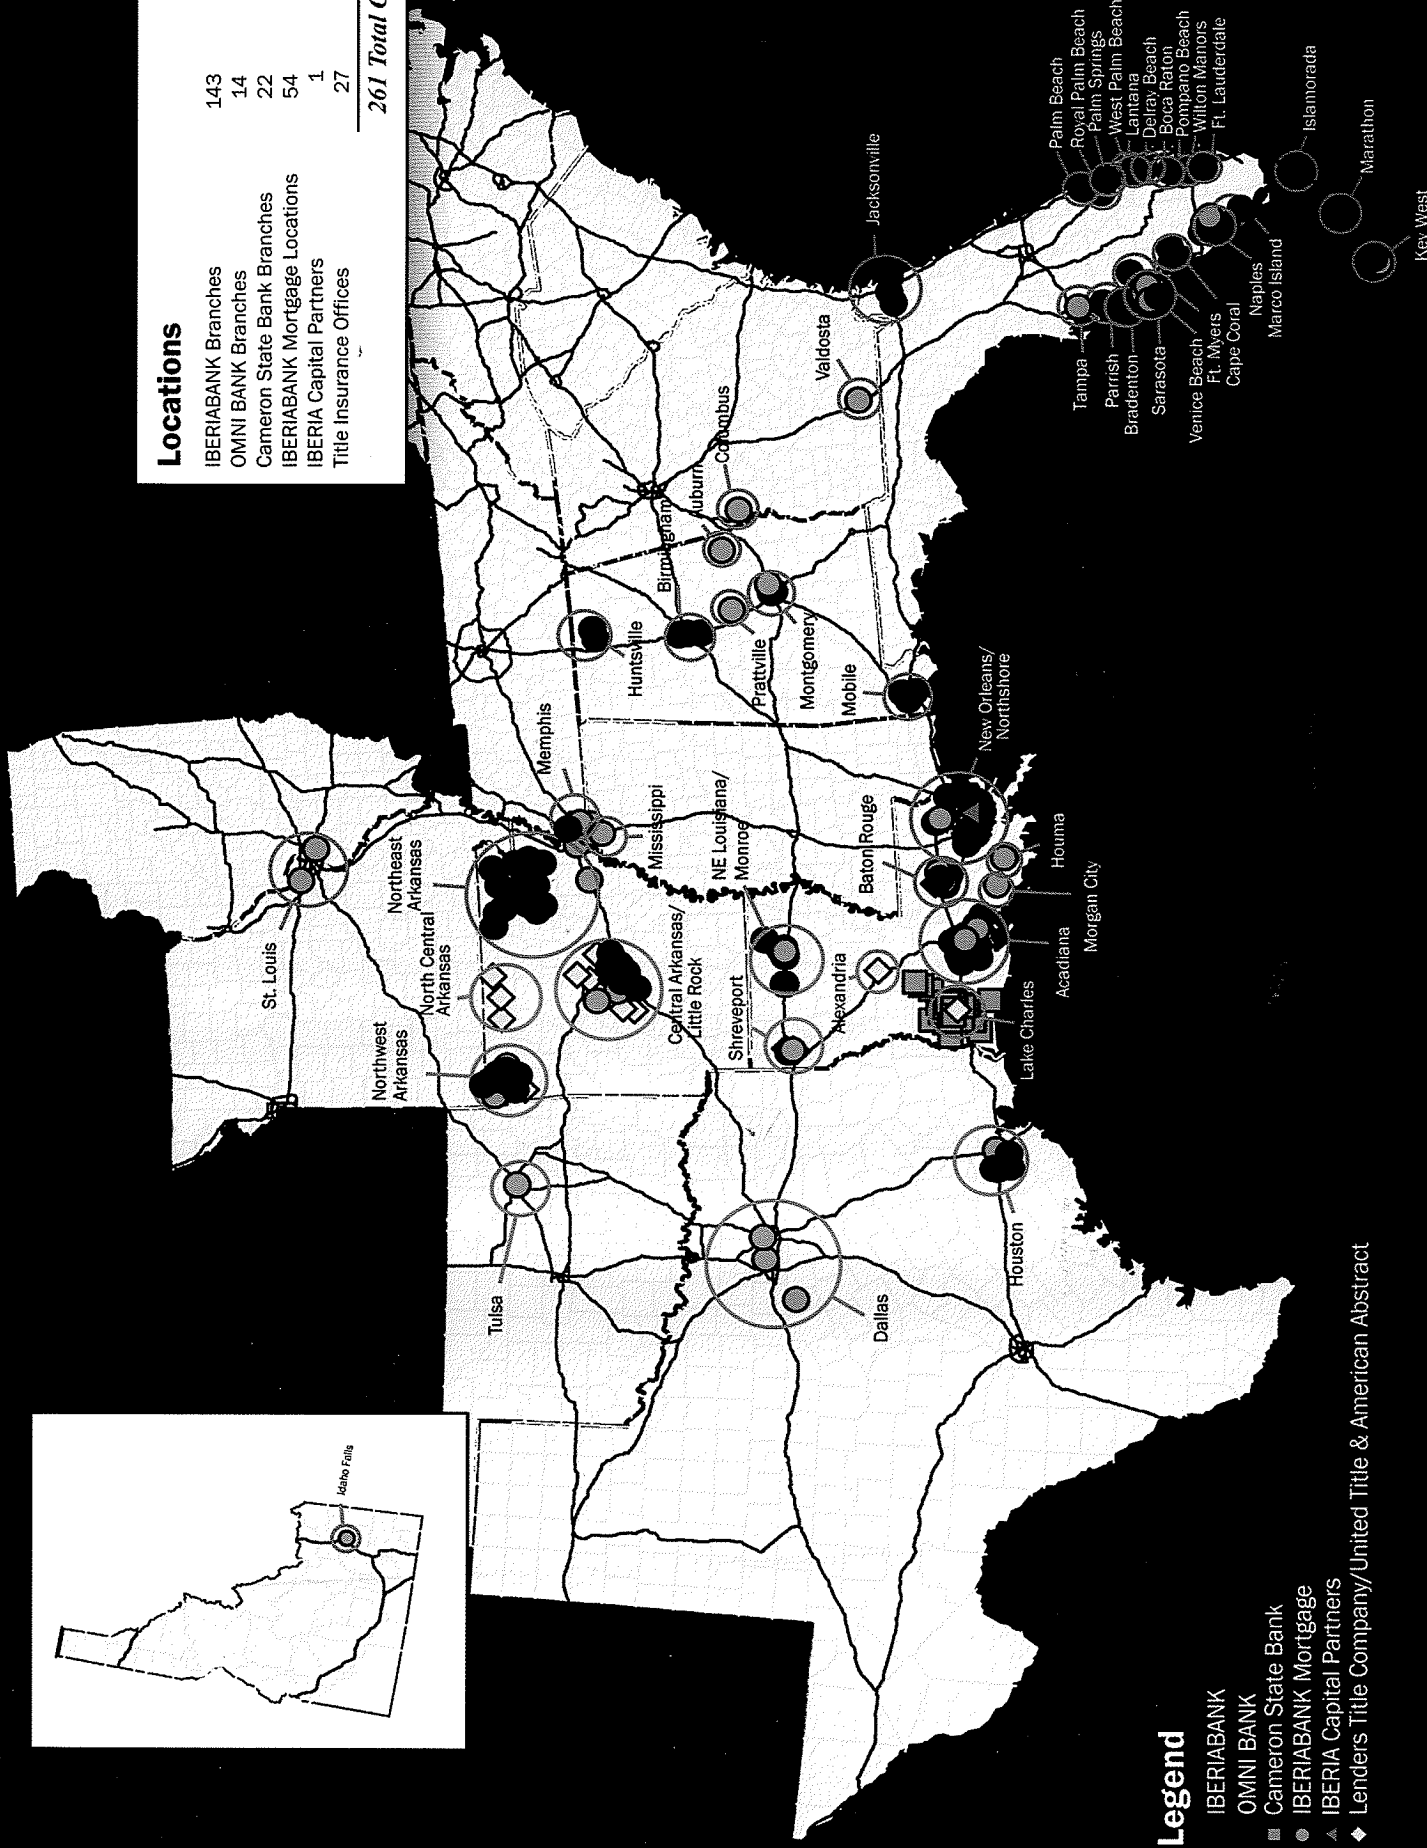 Locations
IBERIABANK Branches 143
OMNI BANK Branches 14
Cameron State Bank Branches 22
IBERIABANK Mortgage Locations 54
IBERIA Capital Partners 1
Title Insurance Offices 27
261 Total
Idaho Falls
St. Louis
Northeast
Arkansas
North Central
Arkansas
Northwest
Arkansas
Tulsa
Memphis
Mississippi
Central Arkansas/
Little Rock
NE Louisiana/
Monroe
Shreveport
Alexandria
Baton Rouge
New Orleans/
Northshore
Houma
Morgan City
Acadiana
Lake Charles
Houston
Dallas
Huntsville
Birmingham
Auburn
Columbus
Prattville
Montgomery
Mobile
Valdosta
Jacksonville
Tampa
Parrish
Bradenton
Sarasota
Venice Beach
Ft. Myers
Cape Coral
Naples
Marco Island
Palm Beach
Royal Palm Beach
Palm Springs
West Palm Beach
Lantana
Delray Beach
Boca Raton
Pompano Beach
Wilton Manors
Ft. Lauderdale
Islamorada
Marathon
Key West
Legend
IBERIABANK
OMNI BANK
Cameron State Bank
IBERIABANK Mortgage
IBERIA Capital Partners
Lenders Title Company/United Title & American Abstract